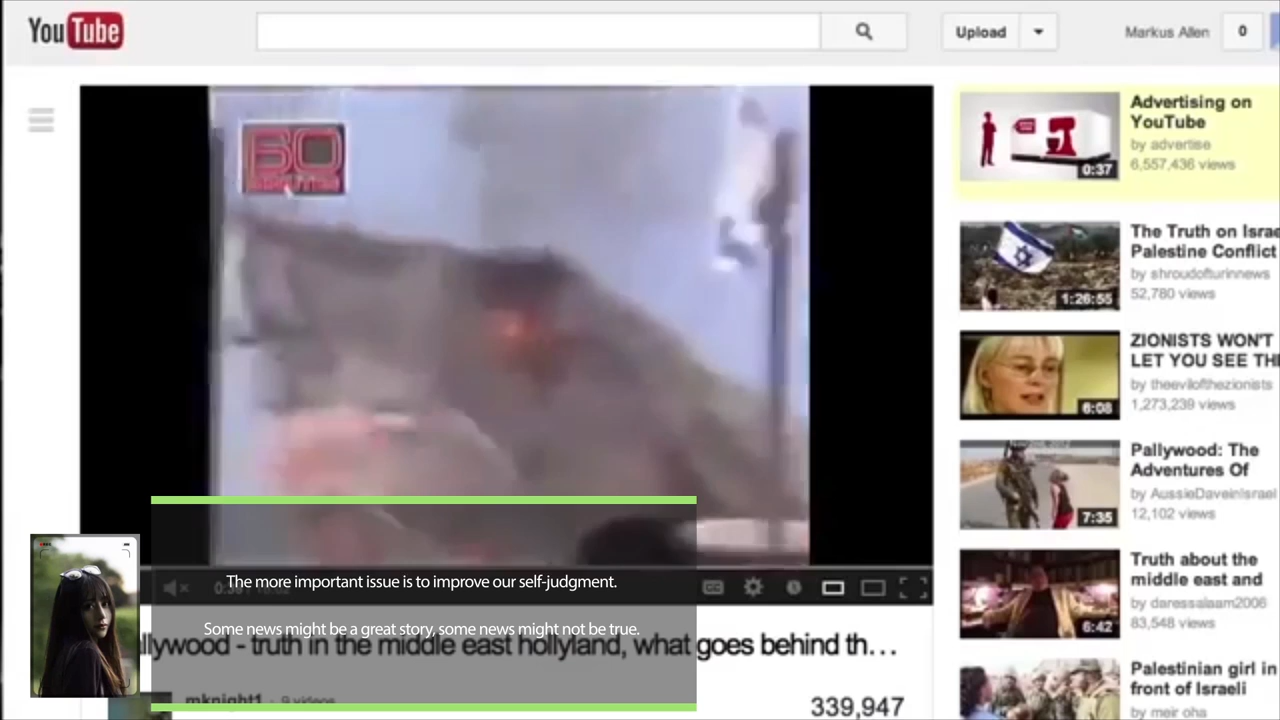 YouTube
Upload
Markus Allen
0
60
Advertising on
YouTube
by advertise
6,557,436 views
0:37
The Truth on Israe
Palestine Conflict
by shroudofturinnews
52,780 views
1:26:55
ZIONISTS WON'T
LET YOU SEE THI
by theevilofthezionists
1,273,239 views
6:08
Pallywood: The
Adventures Of
by AussieDaveinIsrael
12,102 views
7:35
Truth about the
middle east and
by daressalaam2006
83,548 views
6:42
Palestinian girl in
front of Israeli
by meir oha
CC
The more important issue is to improve our self-judgment.
Some news might be a great story, some news might not be true.
llywood - truth in the middle east hollyland, what goes behind th...
mknight1 · 9 videos
339,947